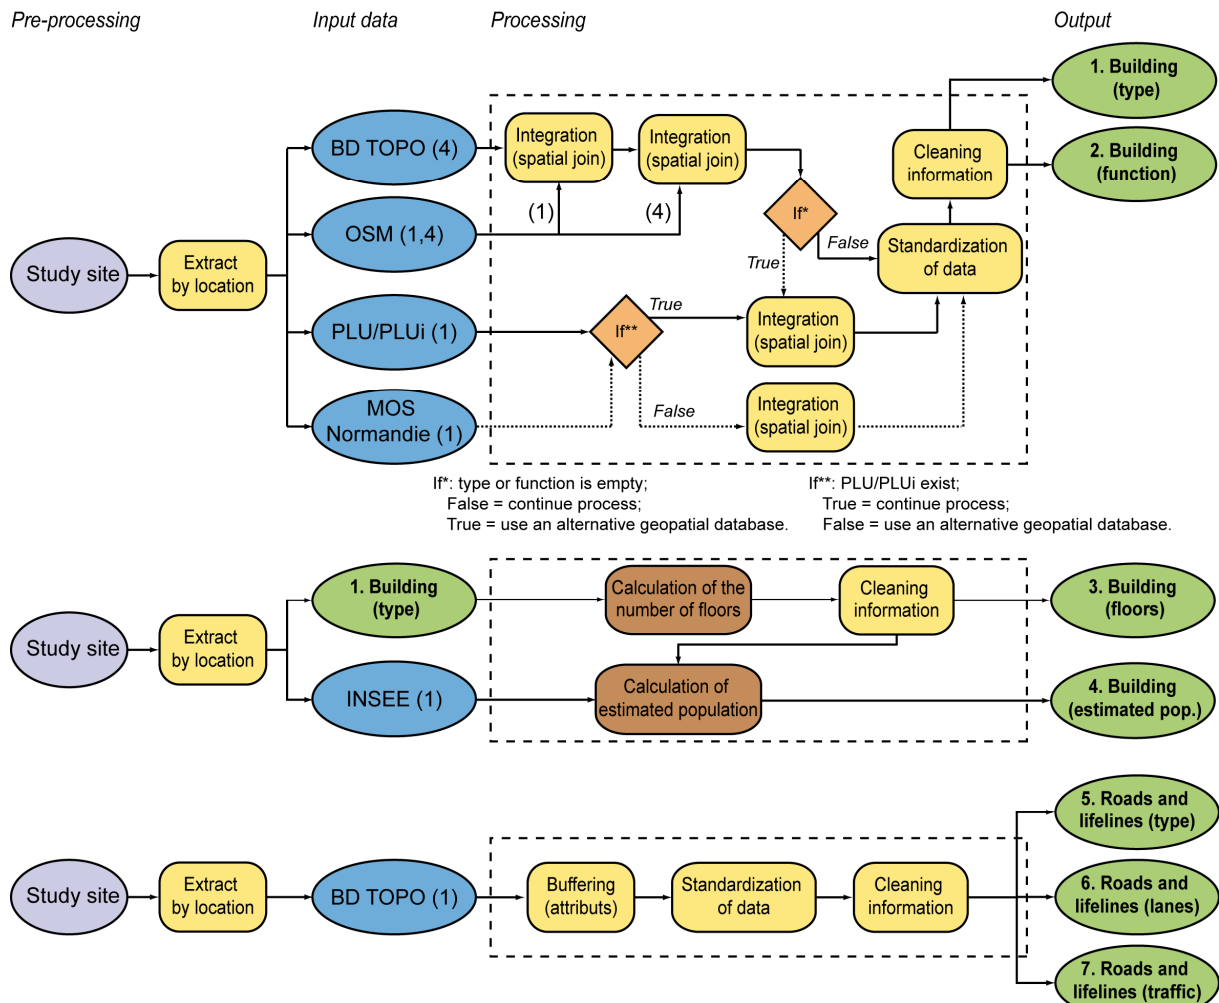 Pre-processing
Input data
Processing
Output
Study site
Extract
by location
BD TOPO (4)
OSM (1,4)
PLU/PLUi (1)
MOS
Normandie (1)
Integration
(spatial join)
Integration
(spatial join)
(1)
(4)
If*
False
True
If**
True
False
Integration
(spatial join)
Integration
(spatial join)
Cleaning
information
Standardization
of data
1. Building
(type)
2. Building
(function)
If*: type or function is empty;
False = continue process;
True = use an alternative geopatial database.
If**: PLU/PLUi exist;
True = continue process;
False = use an alternative geopatial database.
Study site
Extract
by location
1. Building
(type)
INSEE (1)
Calculation of the
number of floors
Cleaning
information
Calculation of
estimated population
3. Building
(floors)
4. Building
(estimated pop.)
Study site
Extract
by location
BD TOPO (1)
Buffering
(attributs)
Standardization
of data
Cleaning
information
5. Roads and
lifelines (type)
6. Roads and
lifelines (lanes)
7. Roads and
lifelines (traffic)